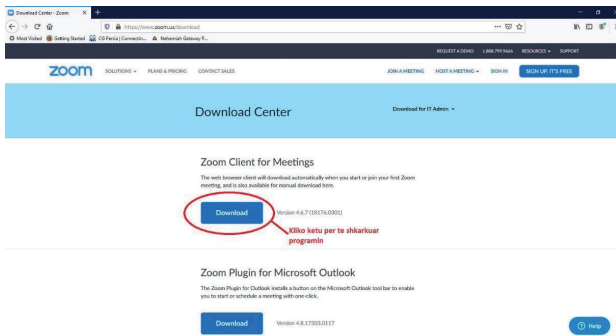 Download Center - Zoom
https://www.zoom.us/download
Most Visited Getting Started CG Persia | Connectin... Nehemiah Gateway P...
REQUEST A DEMO 1.888.799.9666 RESOURCES SUPPORT
zoom SOLUTIONS PLANS & PRICING CONTACT SALES JOIN A MEETING HOST A MEETING SIGN IN SIGN UP, IT'S FREE
Download Center Download for IT Admin
Zoom Client for Meetings
The web browser client will download automatically when you start or join your first Zoom
meeting, and is also available for manual download here.
Download Version 4.6.7 (18176.0301)
Kliko ketu per te shkarkuar
programin
Zoom Plugin for Microsoft Outlook
The Zoom Plugin for Outlook installs a button on the Microsoft Outlook tool bar to enable
you to start or schedule a meeting with one-click.
Download Version 4.8.17303.0117
Help